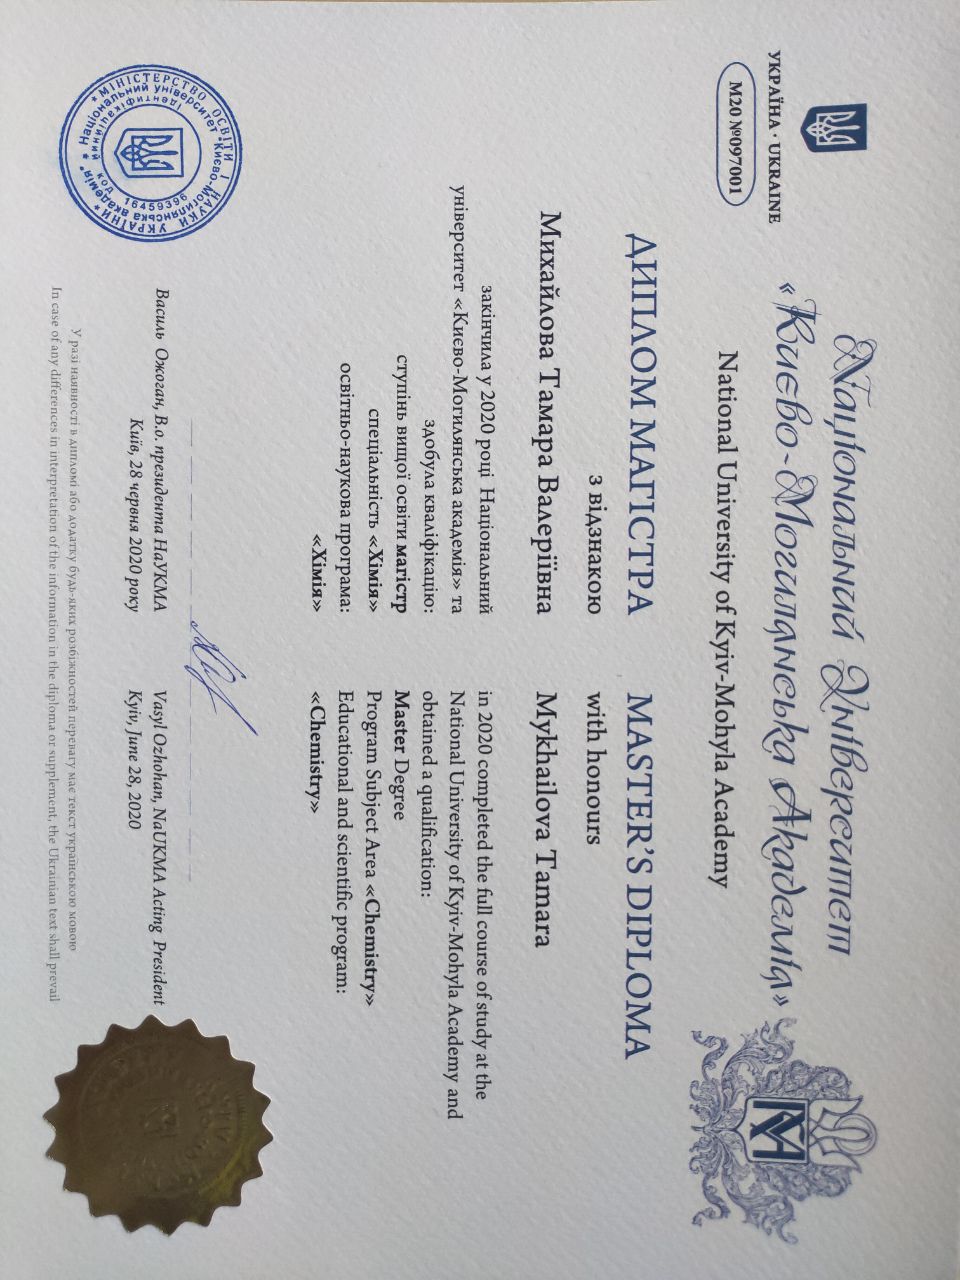 УКРАЇНА · UKRAINE
М20 №097001
Національний Університет
«Києво-Могилянська Академія»
National University of Kyiv-Mohyla Academy
ДИПЛОМ МАГІСТРА
з відзнакою
Михайлова Тамара Валеріївна
закінчила у 2020 році Національний
університет «Києво-Могилянська академія» та
здобула кваліфікацію:
ступінь вищої освіти магістр
спеціальність «Хімія»
освітньо-наукова програма:
«Хімія»
MASTER'S DIPLOMA
with honours
Mykhailova Tamara
in 2020 completed the full course of study at the
National University of Kyiv-Mohyla Academy and
obtained a qualification:
Master Degree
Program Subject Area «Chemistry»
Educational and scientific program:
«Chemistry»
Василь Ожоган, В.о. президента НаУКМА
Київ, 28 червня 2020 року
Vasyl Ozhohan, NaUKMA Acting President
Kyiv, June 28, 2020
МІНІСТЕРСТВО ОСВІТИ І НАУКИ УКРАЇНИ
Національний університет "Києво-Могилянська академія"
Ідентифікаційний код 16459396
У разі наявності в дипломі або додатку будь-яких розбіжностей перевагу має текст українською мовою
In case of any differences in interpretation of the information in the diploma or supplement, the Ukrainian text shall prevail